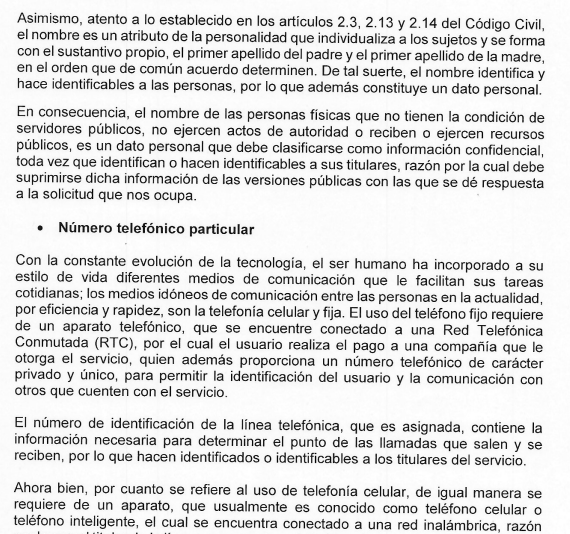 Asimismo, atento a lo establecido en los artículos 2.3, 2.13 y 2.14 del Código Civil,
el nombre es un atributo de la personalidad que individualiza a los sujetos y se forma
con el sustantivo propio, el primer apellido del padre y el primer apellido de la madre,
en el orden que de común acuerdo determinen. De tal suerte, el nombre identifica y
hace identificables a las personas, por lo que además constituye un dato personal.
En consecuencia, el nombre de las personas físicas que no tienen la condición de
servidores públicos, no ejercen actos de autoridad o reciben o ejercen recursos
públicos, es un dato personal que debe clasificarse como información confidencial,
toda vez que identifican o hacen identificables a sus titulares, razón por la cual debe
suprimirse dicha información de las versiones públicas con las que se dé respuesta
a la solicitud que nos ocupa.
• Número telefónico particular
Con la constante evolución de la tecnología, el ser humano ha incorporado a su
estilo de vida diferentes medios de comunicación que le facilitan sus tareas
cotidianas; los medios idóneos de comunicación entre las personas en la actualidad,
por eficiencia y rapidez, son la telefonía celular y fija. El uso del teléfono fijo requiere
de un aparato telefónico, que se encuentre conectado a una Red Telefónica
Conmutada (RTC), por el cual el usuario realiza el pago a una compañía que le
otorga el servicio, quien además proporciona un número telefónico de carácter
privado y único, para permitir la identificación del usuario y la comunicación con
otros que cuenten con el servicio.
El número de identificación de la línea telefónica, que es asignada, contiene la
información necesaria para determinar el punto de las llamadas que salen y se
reciben, por lo que hacen identificados o identificables a los titulares del servicio.
Ahora bien, por cuanto se refiere al uso de telefonía celular, de igual manera se
requiere de un aparato, que usualmente es conocido como teléfono celular o
teléfono inteligente, el cual se encuentra conectado a una red inalámbrica, razón